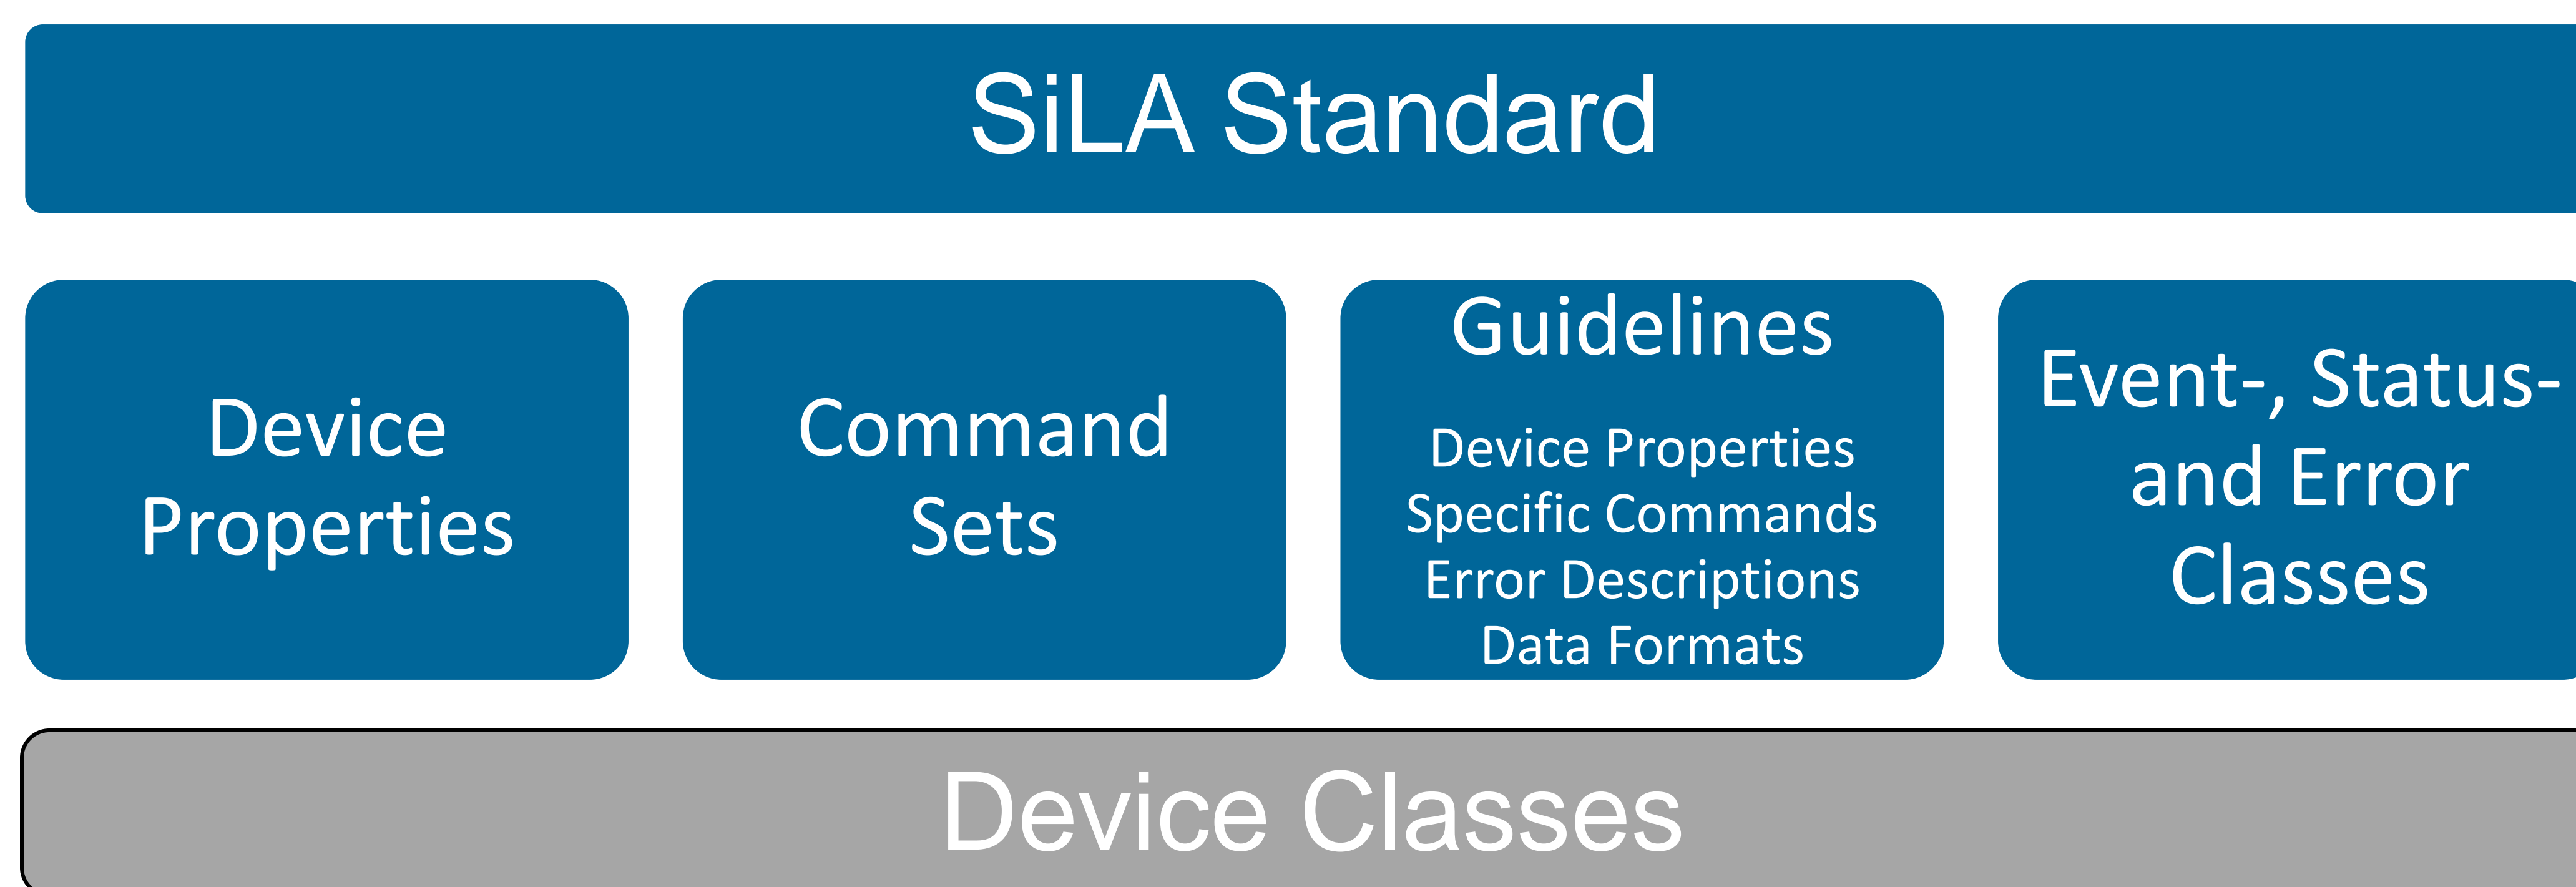 SiLA Standard
Device
Properties
Command
Sets
Guidelines
Device Properties
Specific Commands
Error Descriptions
Data Formats
Event-, Status-
and Error
Classes
Device Classes